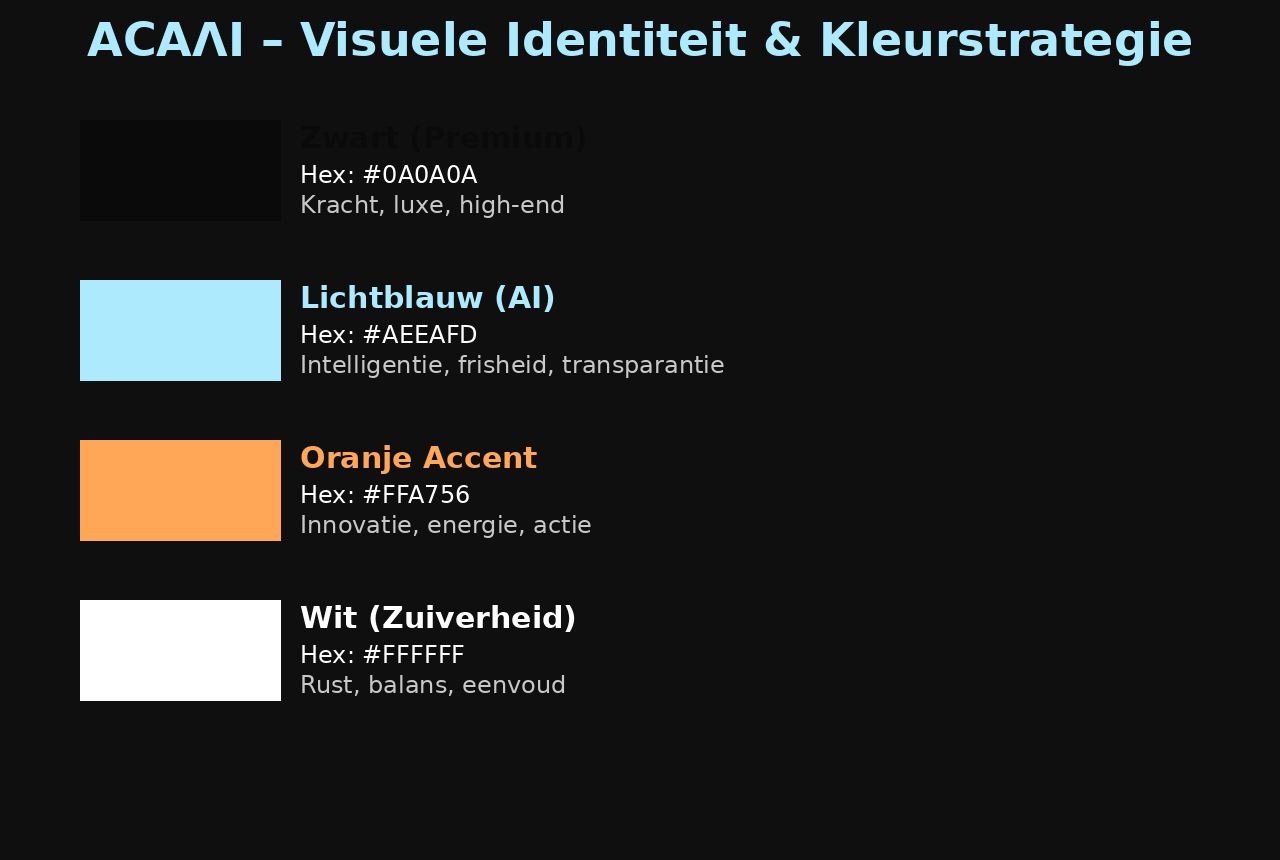 ACAΛI – Visuele Identiteit & Kleurstrategie
Zwart (Premium)
Hex: #0A0A0A
Kracht, luxe, high-end
Lichtblauw (AI)
Hex: #AEEAFD
Intelligentie, frisheid, transparantie
Oranje Accent
Hex: #FFA756
Innovatie, energie, actie
Wit (Zuiverheid)
Hex: #FFFFFF
Rust, balans, eenvoud